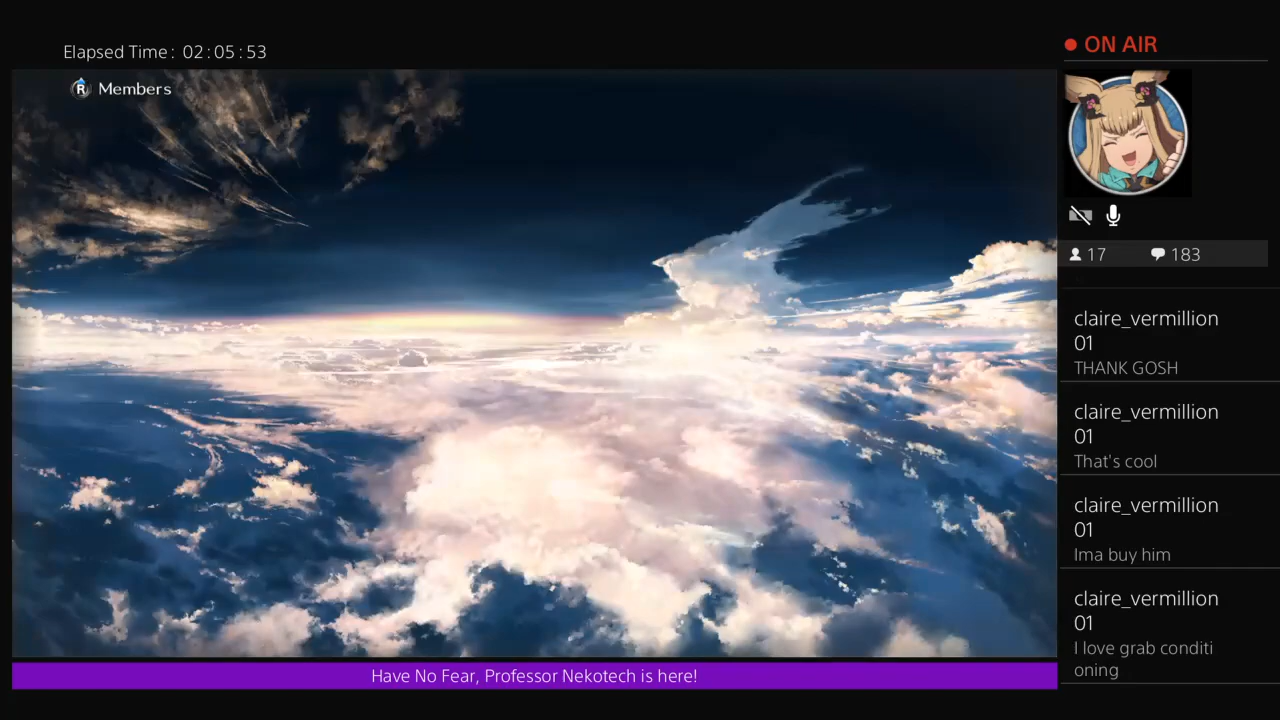 Elapsed Time: 02:05:53
ON AIR
R Members
17 183
claire_vermillion
01
THANK GOSH
claire_vermillion
01
That's cool
claire_vermillion
01
Ima buy him
claire_vermillion
01
I love grab conditi
oning
Have No Fear, Professor Nekotech is here!